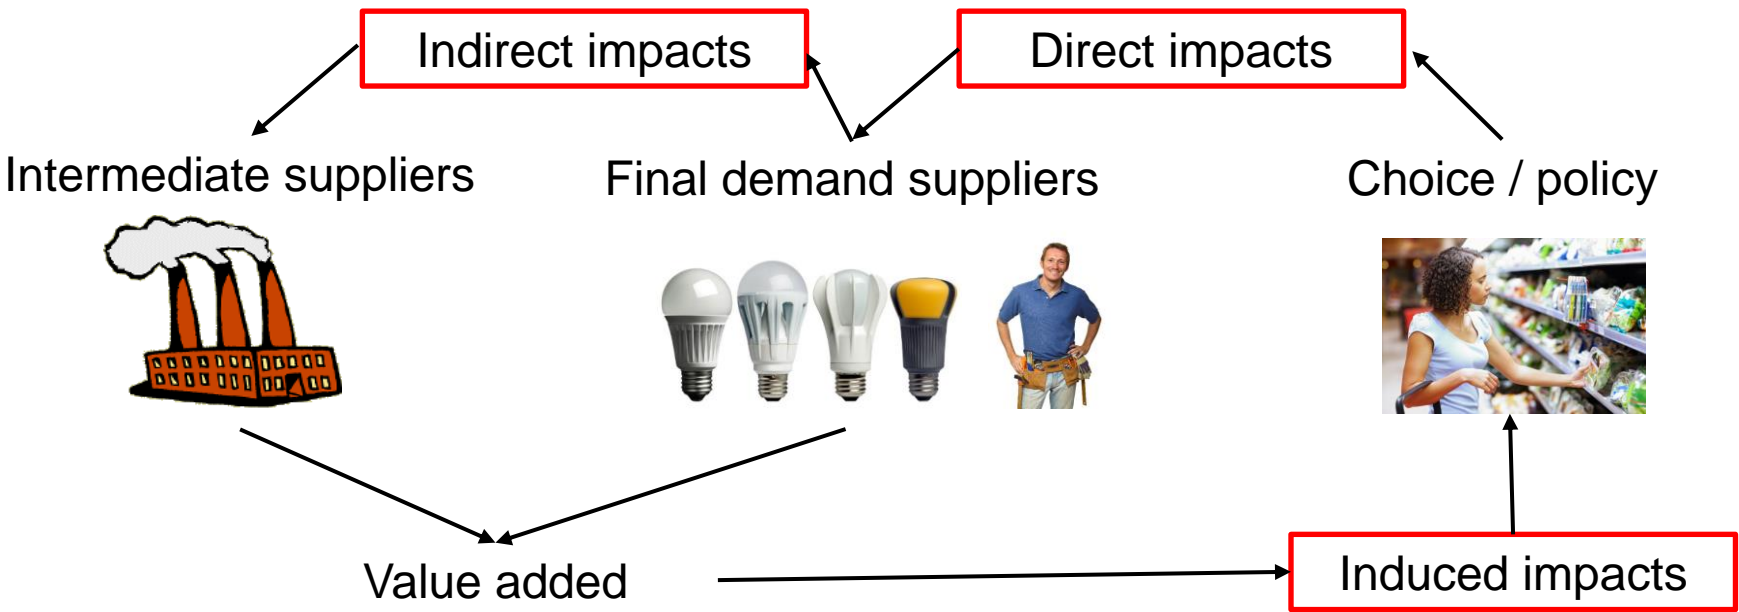 Indirect impacts
Direct impacts
Intermediate suppliers
Final demand suppliers
Choice / policy
Value added
Induced impacts